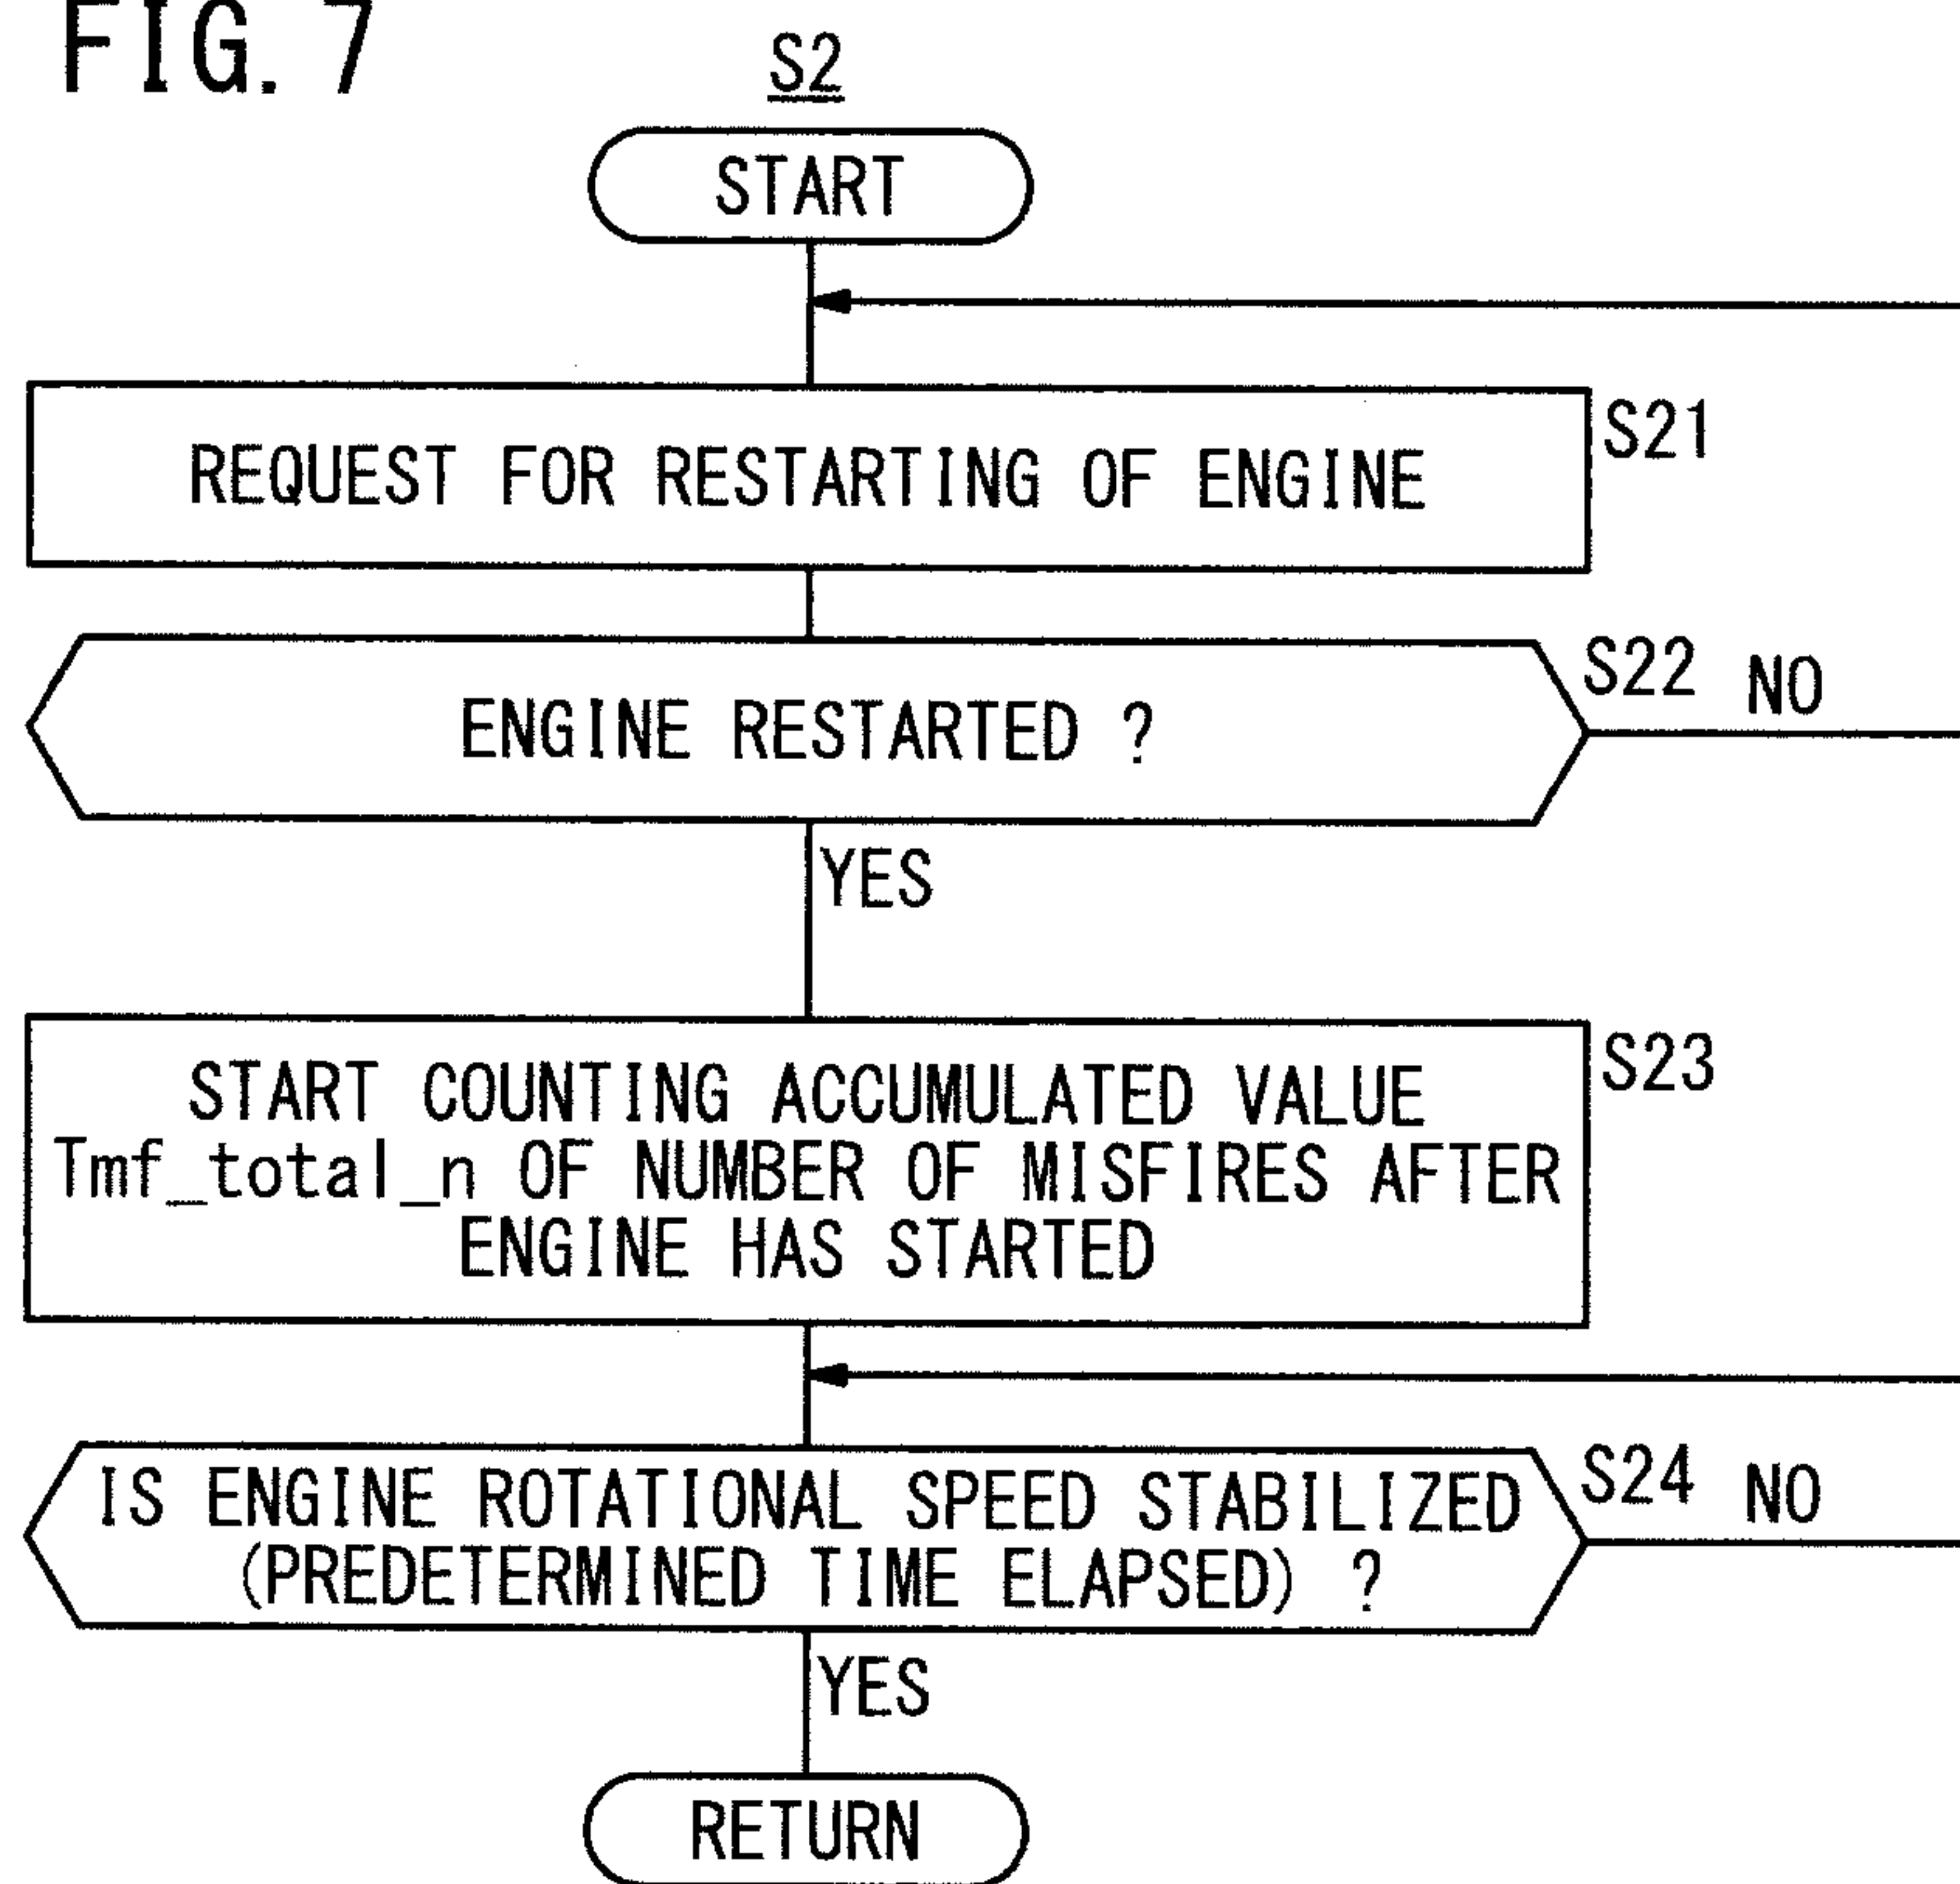 FIG. 7
S2
START
REQUEST FOR RESTARTING OF ENGINE
S21
ENGINE RESTARTED ?
S22
NO
YES
START COUNTING ACCUMULATED VALUE
Tmf_total_n OF NUMBER OF MISFIRES AFTER
ENGINE HAS STARTED
S23
IS ENGINE ROTATIONAL SPEED STABILIZED
(PREDETERMINED TIME ELAPSED) ?
S24
NO
YES
RETURN